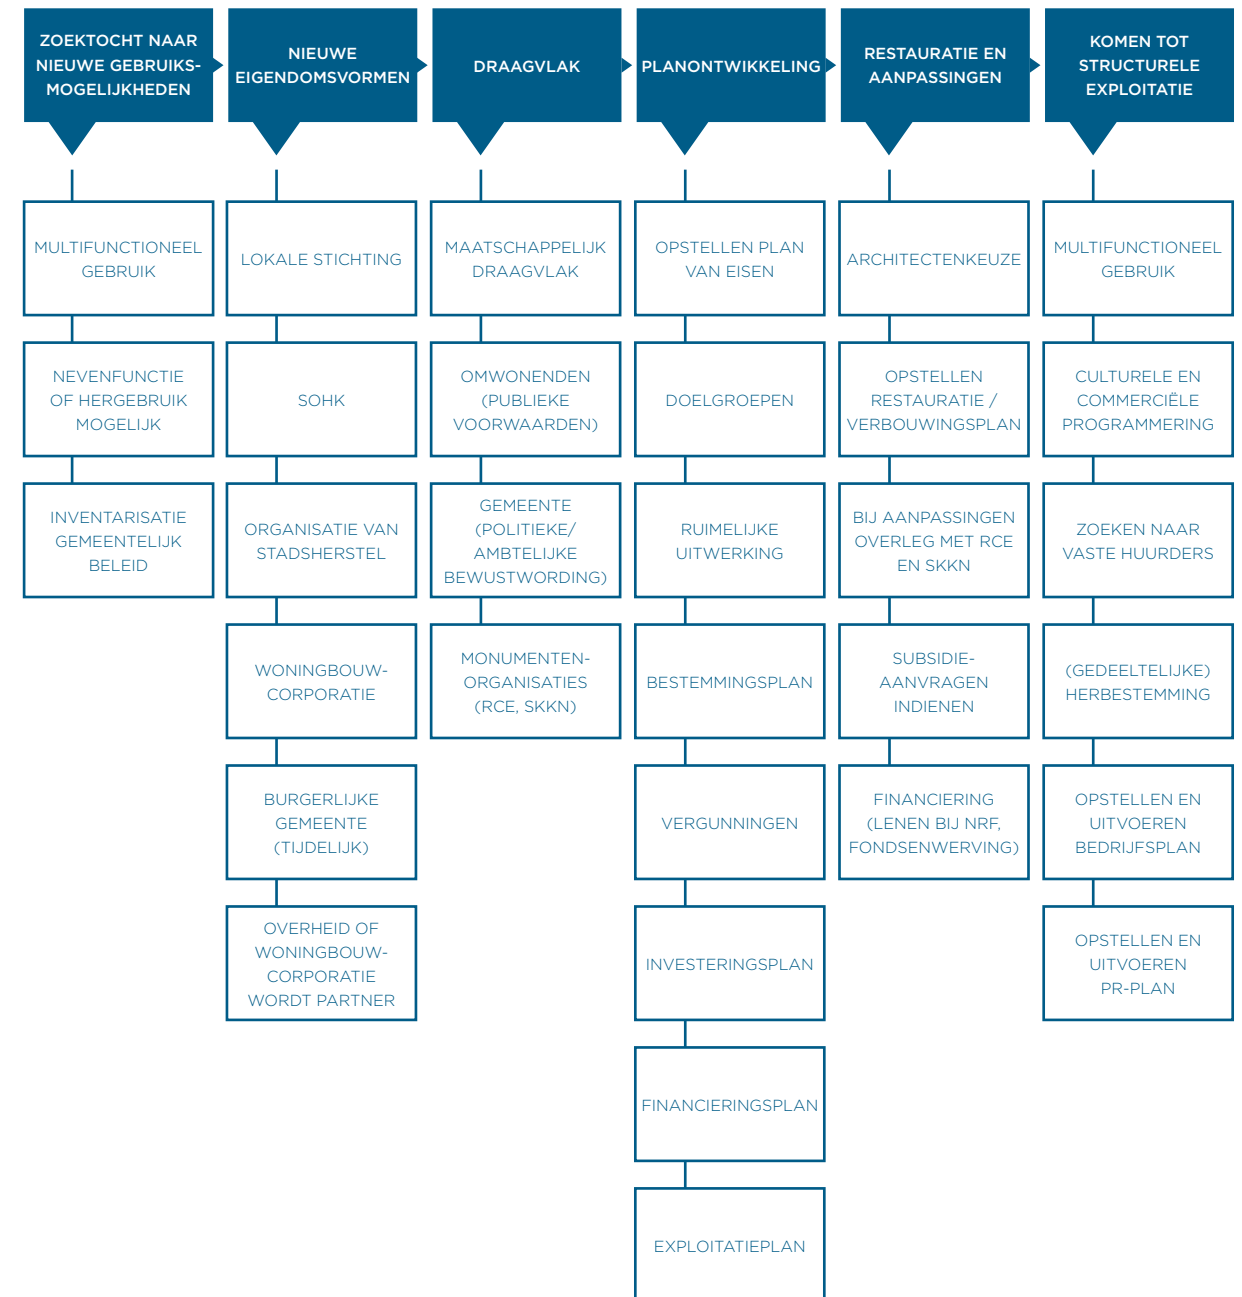 ZOEKTOCHT NAAR
NIEUWE GEBRUIKS-
MOGELIJKHEDEN
NIEUWE
EIGENDOMSVORMEN
DRAAGVLAK
PLANONTWIKKELING
RESTAURATIE EN
AANPASSINGEN
KOMEN TOT
STRUCTURELE
EXPLOITATIE
MULTIFUNCTIONEEL
GEBRUIK
NEVENFUNCTIE
OF HERGEBRUIK
MOGELIJK
INVENTARISATIE
GEMEENTELIJK
BELEID
LOKALE STICHTING
SOHK
ORGANISATIE VAN
STADSHERSTEL
WONINGBOUW-
CORPORATIE
BURGERLIJKE
GEMEENTE
(TIJDELIJK)
OVERHEID OF
WONINGBOUW-
CORPORATIE
WORDT PARTNER
MAATSCHAPPELIJK
DRAAGVLAK
OMWONENDEN
(PUBLIEKE
VOORWAARDEN)
GEMEENTE
(POLITIEKE/
AMBTELIJKE
BEWUSTWORDING)
MONUMENTEN-
ORGANISATIES
(RCE, SKKN)
OPSTELLEN PLAN
VAN EISEN
DOELGROEPEN
RUIMELIJKE
UITWERKING
BESTEMMINGSPLAN
VERGUNNINGEN
INVESTERINGSPLAN
FINANCIERINGSPLAN
EXPLOITATIEPLAN
ARCHITECTENKEUZE
OPSTELLEN
RESTAURATIE /
VERBOUWINGSPLAN
BIJ AANPASSINGEN
OVERLEG MET RCE
EN SKKN
SUBSIDIE-
AANVRAGEN
INDIENEN
FINANCIERING
(LENEN BIJ NRF,
FONDSENWERVING)
MULTIFUNCTIONEEL
GEBRUIK
CULTURELE EN
COMMERCIËLE
PROGRAMMERING
ZOEKEN NAAR
VASTE HUURDERS
(GEDEELTELIJKE)
HERBESTEMMING
OPSTELLEN EN
UITVOEREN
BEDRIJFSPLAN
OPSTELLEN EN
UITVOEREN
PR-PLAN